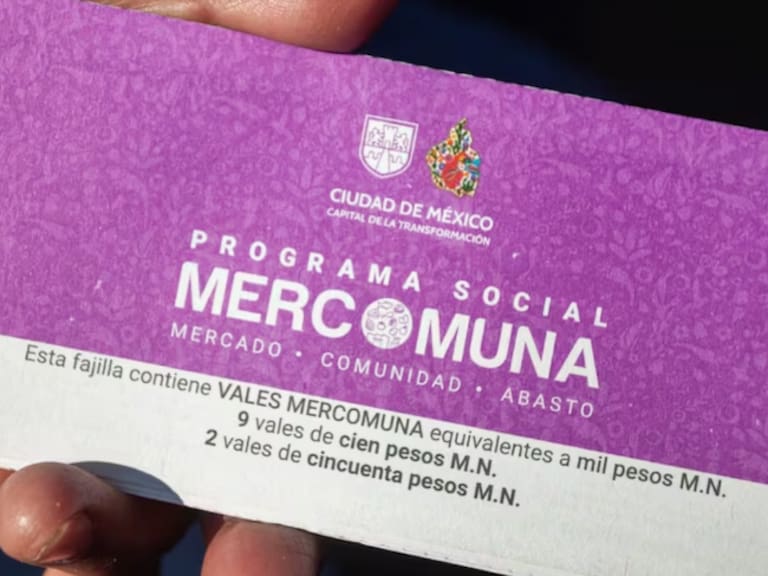 CIUDAD DE MÉXICO
CAPITAL DE LA TRANSFORMACIÓN
PROGRAMA SOCIAL
MERCOMUNA
MERCADO • COMUNIDAD • ABASTO
Esta fajilla contiene VALES MERCOMUNA equivalentes a mil pesos M.N.
9 vales de cien pesos M.N.
2 vales de cincuenta pesos M.N.